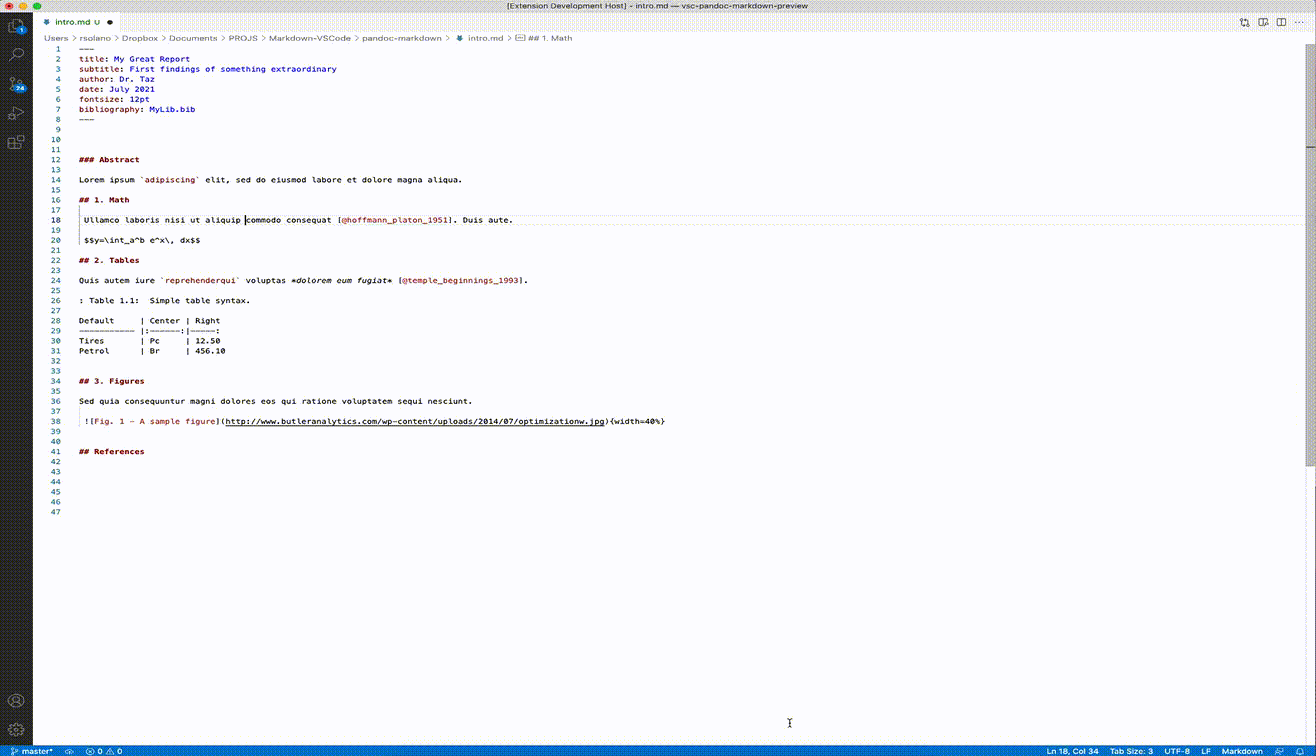 [Extension Development Host] - intro.md — vsc-pandoc-markdown-preview
intro.md U
Users > rsolano > Dropbox > Documents > PROJS > Markdown-VSCode > pandoc-markdown > intro.md > ## 1. Math
1
24
1 ---
2 title: My Great Report
3 subtitle: First findings of something extraordinary
4 author: Dr. Taz
5 date: July 2021
6 fontsize: 12pt
7 bibliography: MyLib.bib
8 ---
9
10
11
12 ### Abstract
13
14 Lorem ipsum `adipiscing` elit, sed do eiusmod labore et dolore magna aliqua.
15
16 ## 1. Math
17
18 Ullamco laboris nisi ut aliquip commodo consequat [@hoffmann_platon_1951]. Duis aute.
19
20 $$y=\int_a^b e^x\, dx$$
21
22 ## 2. Tables
23
24 Quis autem iure `reprehenderqui` voluptas *dolorem eum fugiat* [@temple_beginnings_1993].
25
26 : Table 1.1:  Simple table syntax.
27
28 Default     | Center | Right
29 ----------- |:------:|-----:
30 Tires       | Pc     | 12.50
31 Petrol      | Br     | 456.10
32
33
34 ## 3. Figures
35
36 Sed quia consequuntur magni dolores eos qui ratione voluptatem sequi nesciunt.
37
38 ![Fig. 1 - A sample figure](http://www.butleranalytics.com/wp-content/uploads/2014/07/optimizationw.jpg){width=40%}
39
40
41 ## References
42
43
44
45
46
47
master* 0 0 Ln 18, Col 34 Tab Size: 3 UTF-8 LF Markdown